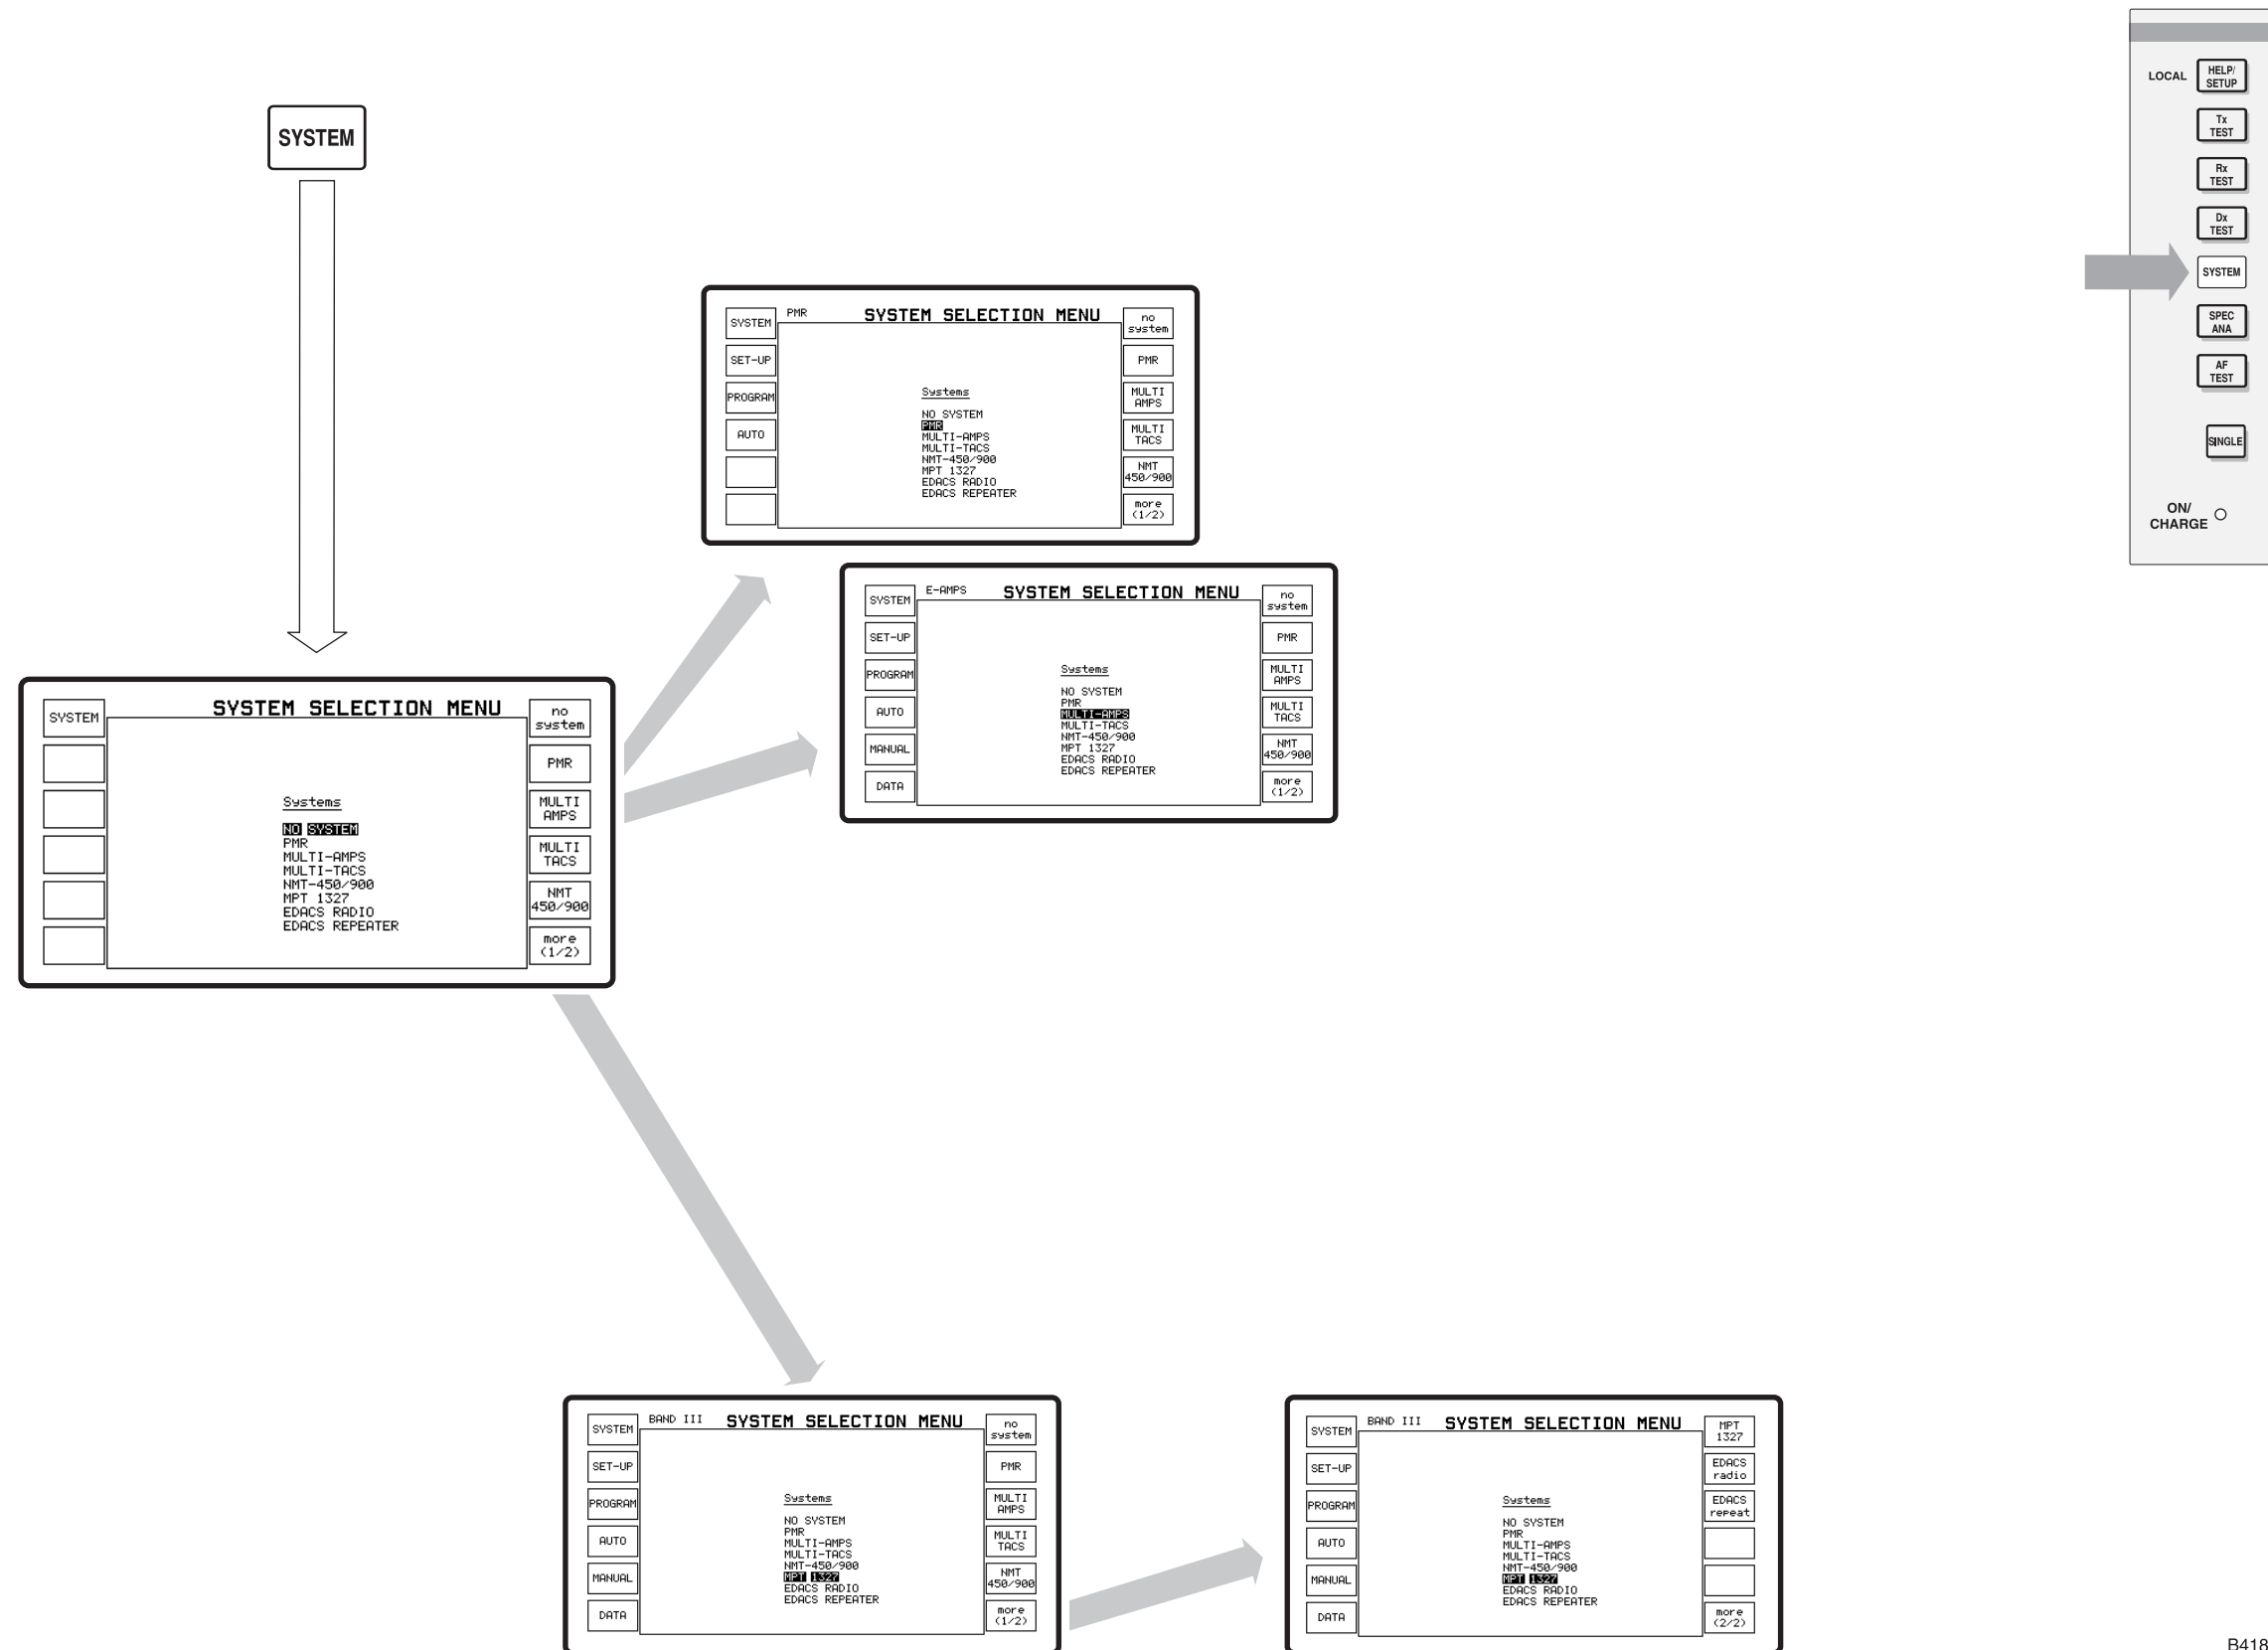 SYSTEM
LOCAL
HELP/
SETUP
Tx
TEST
Rx
TEST
Dx
TEST
SYSTEM
SPEC
ANA
AF
TEST
SINGLE
ON/
CHARGE
SYSTEM
SET-UP
PROGRAM
AUTO
PMR
SYSTEM SELECTION MENU
Systems
NO SYSTEM
PMR
MULTI-AMPS
MULTI-TACS
NMT-450/900
MPT 1327
EDACS RADIO
EDACS REPEATER
no
system
PMR
MULTI
AMPS
MULTI
TACS
NMT
450/900
more
(1/2)
SYSTEM
SET-UP
PROGRAM
AUTO
MANUAL
DATA
E-AMPS
SYSTEM SELECTION MENU
Systems
NO SYSTEM
PMR
MULTI-AMPS
MULTI-TACS
NMT-450/900
MPT 1327
EDACS RADIO
EDACS REPEATER
no
system
PMR
MULTI
AMPS
MULTI
TACS
NMT
450/900
more
(1/2)
SYSTEM
SYSTEM SELECTION MENU
Systems
NO SYSTEM
PMR
MULTI-AMPS
MULTI-TACS
NMT-450/900
MPT 1327
EDACS RADIO
EDACS REPEATER
no
system
PMR
MULTI
AMPS
MULTI
TACS
NMT
450/900
more
(1/2)
SYSTEM
SET-UP
PROGRAM
AUTO
MANUAL
DATA
BAND III
SYSTEM SELECTION MENU
Systems
NO SYSTEM
PMR
MULTI-AMPS
MULTI-TACS
NMT-450/900
MPT 1327
EDACS RADIO
EDACS REPEATER
no
system
PMR
MULTI
AMPS
MULTI
TACS
NMT
450/900
more
(1/2)
SYSTEM
SET-UP
PROGRAM
AUTO
MANUAL
DATA
BAND III
SYSTEM SELECTION MENU
Systems
NO SYSTEM
PMR
MULTI-AMPS
MULTI-TACS
NMT-450/900
MPT 1327
EDACS RADIO
EDACS REPEATER
MPT
1327
EDACS
radio
EDACS
repeat
more
(2/2)
B418